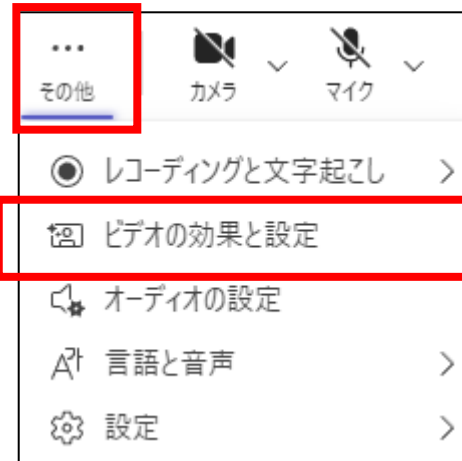 その他 カメラ マイク
レコーディングと文字起こし
ビデオの効果と設定
オーディオの設定
言語と音声
設定